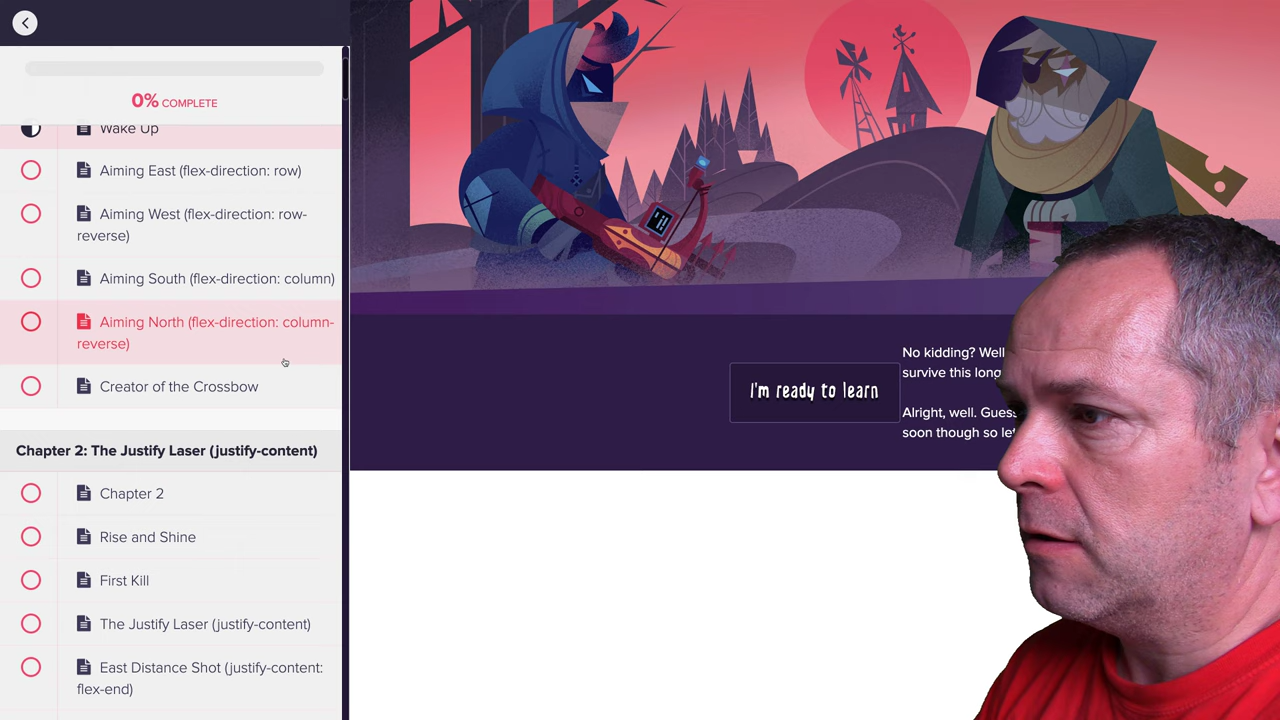 0% COMPLETE
Wake Up
Aiming East (flex-direction: row)
Aiming West (flex-direction: row-
reverse)
Aiming South (flex-direction: column)
Aiming North (flex-direction: column-
reverse)
Creator of the Crossbow
Chapter 2: The Justify Laser (justify-content)
Chapter 2
Rise and Shine
First Kill
The Justify Laser (justify-content)
East Distance Shot (justify-content:
flex-end)
I'm ready to learn
No kidding? Well
survive this long
Alright, well. Guess
soon though so let